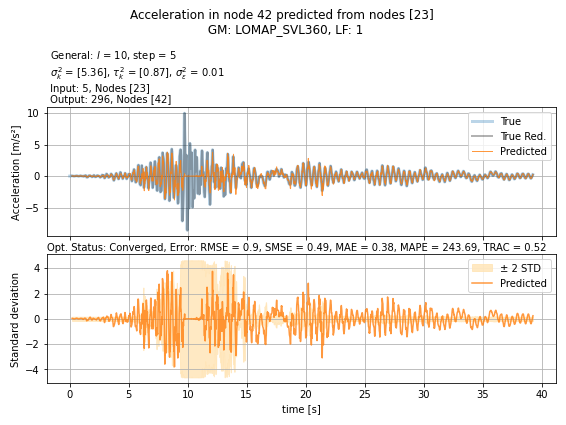 Acceleration in node 42 predicted from nodes [23]
GM: LOMAP_SVL360, LF: 1
General: l = 10, step = 5
σ²ₖ = [5.36], τ²ₖ = [0.87], σ²ε = 0.01
Input: 5, Nodes [23]
Output: 296, Nodes [42]
Acceleration [m/s²]
10
5
0
−5
True
True Red.
Predicted
Opt. Status: Converged, Error: RMSE = 0.9, SMSE = 0.49, MAE = 0.38, MAPE = 243.69, TRAC = 0.52
Standard deviation
4
2
0
−2
−4
± 2 STD
Predicted
0 5 10 15 20 25 30 35 40
time [s]